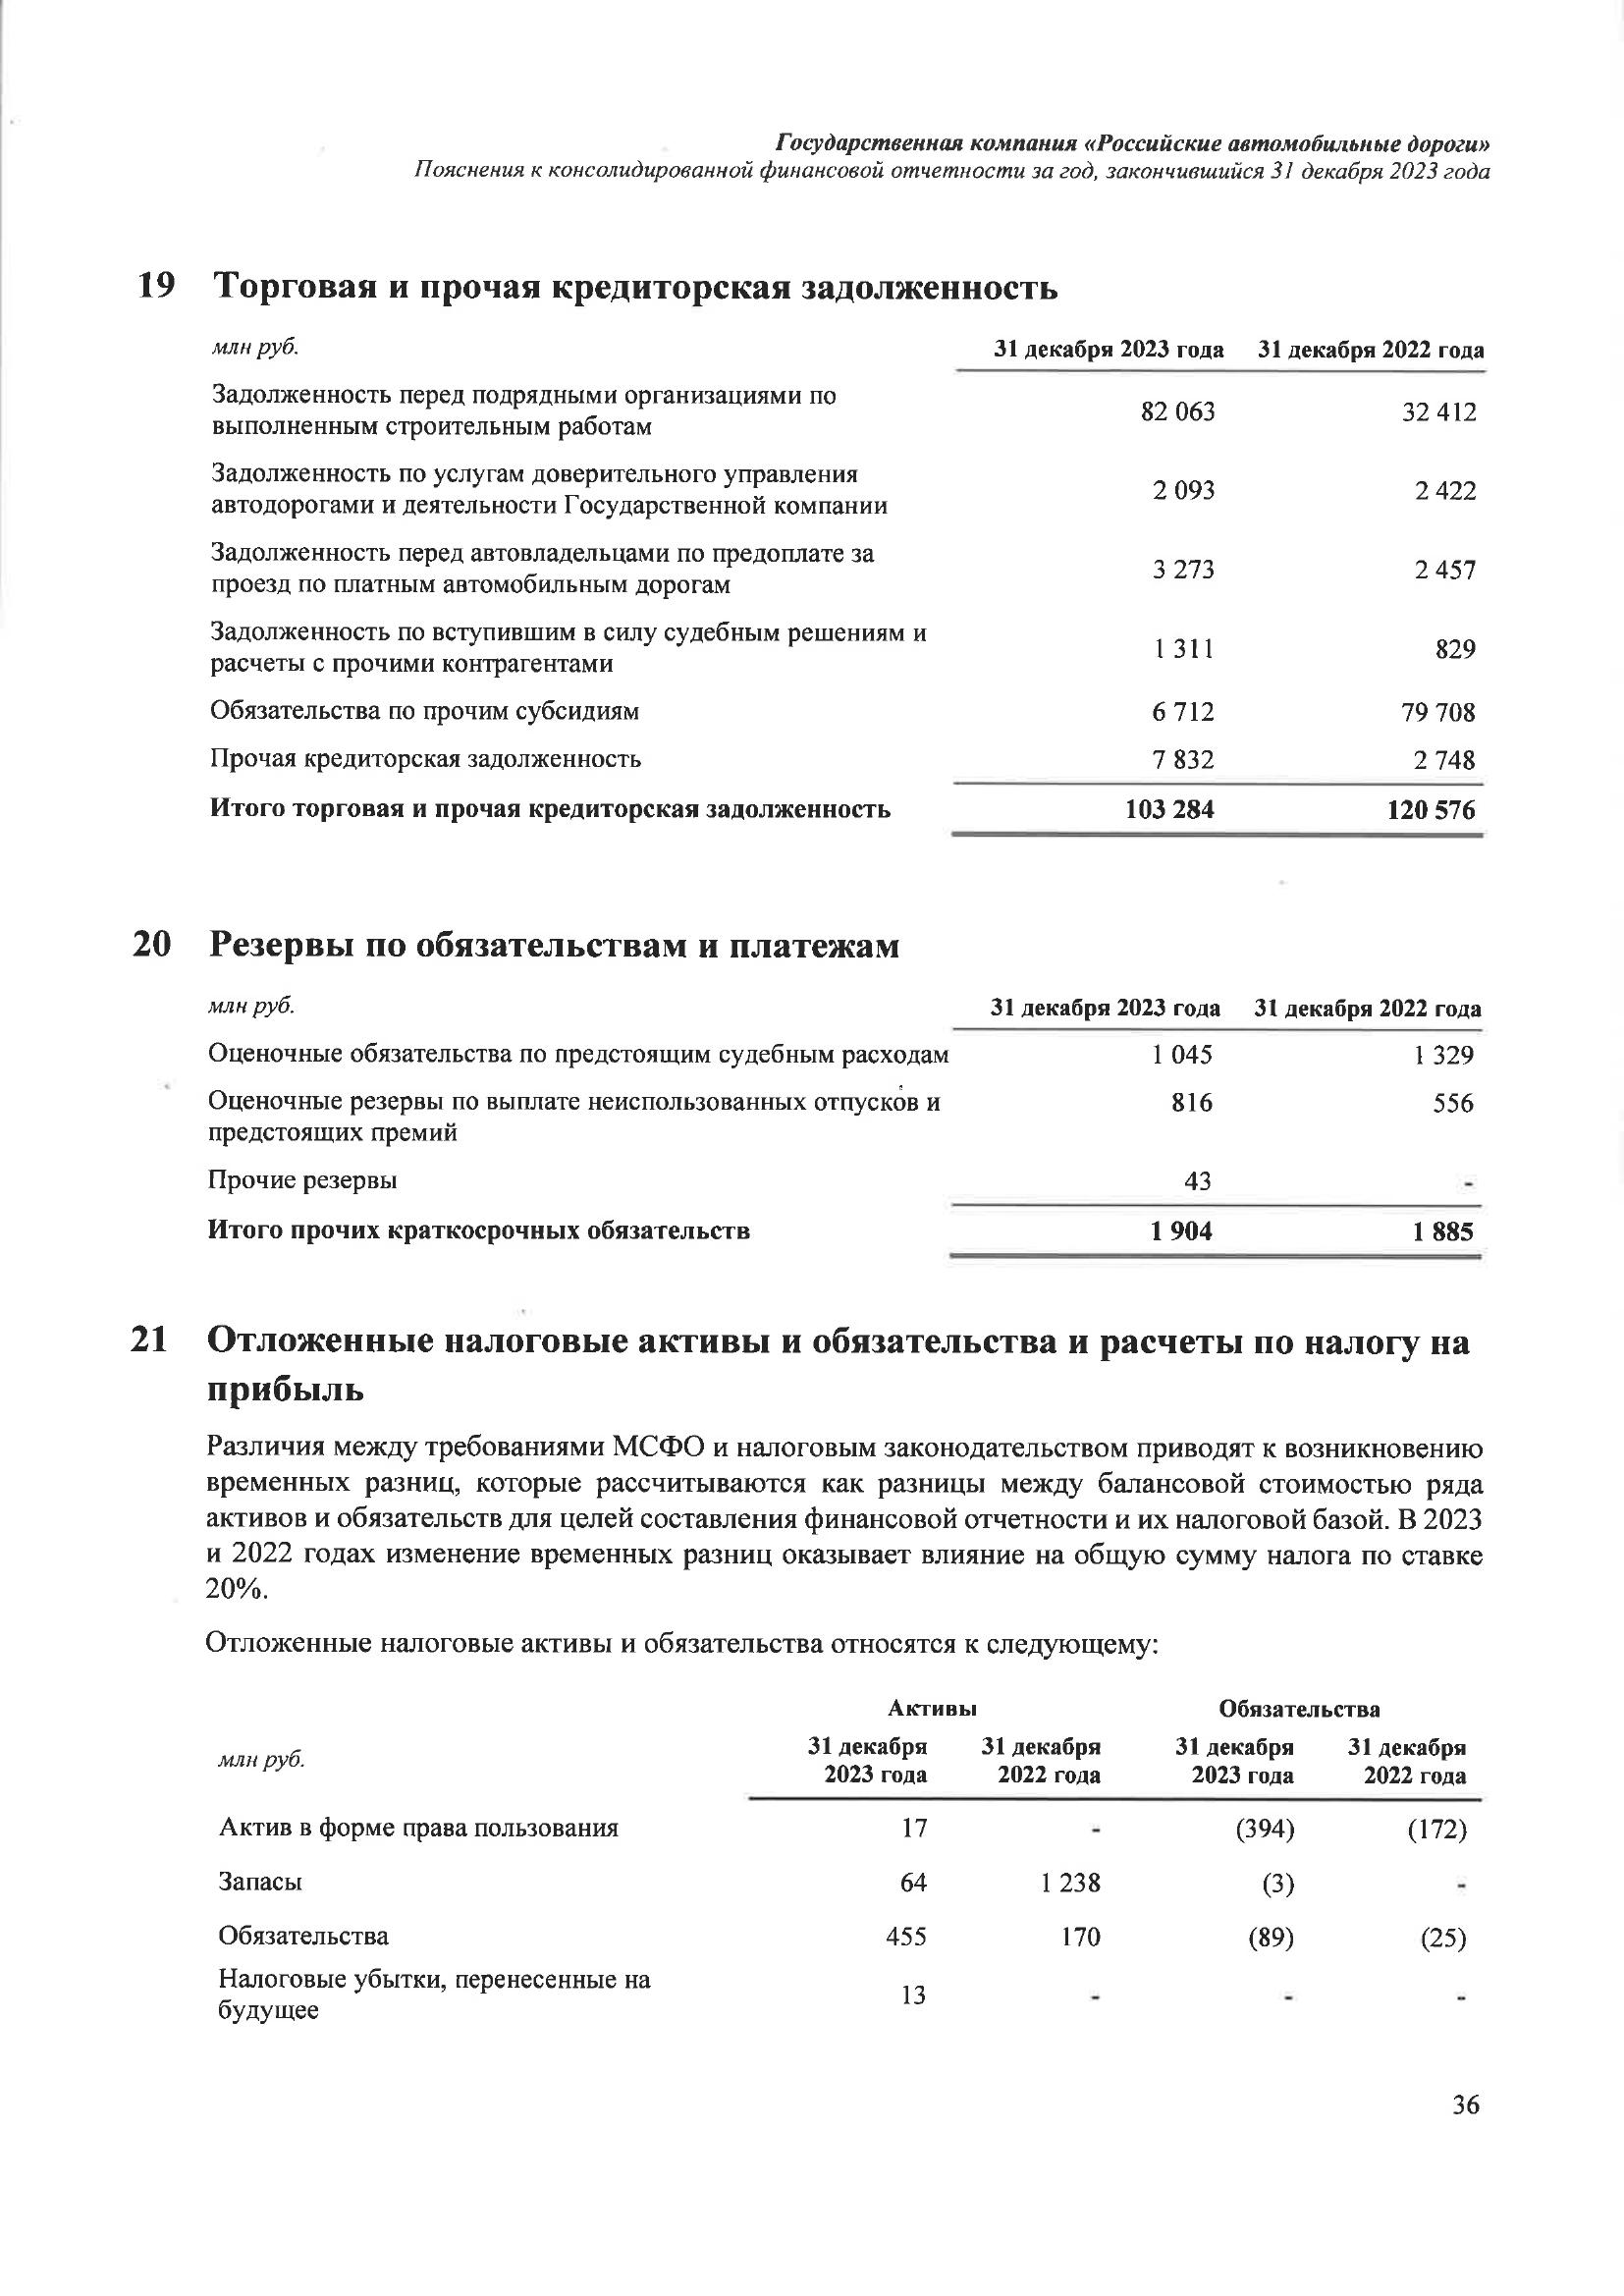 Государственная компания «Российские автомобильные дороги»
Пояснения к консолидированной финансовой отчетности за год, закончившийся 31 декабря 2023 года
19 Торговая и прочая кредиторская задолженность
млн руб. 31 декабря 2023 года 31 декабря 2022 года
Задолженность перед подрядными организациями по
выполненным строительным работам 82 063 32 412
Задолженность по услугам доверительного управления
автодорогами и деятельности Государственной компании 2 093 2 422
Задолженность перед автовладельцами по предоплате за
проезд по платным автомобильным дорогам 3 273 2 457
Задолженность по вступившим в силу судебным решениям и
расчеты с прочими контрагентами 1 311 829
Обязательства по прочим субсидиям 6 712 79 708
Прочая кредиторская задолженность 7 832 2 748
Итого торговая и прочая кредиторская задолженность 103 284 120 576
20 Резервы по обязательствам и платежам
млн руб. 31 декабря 2023 года 31 декабря 2022 года
Оценочные обязательства по предстоящим судебным расходам 1 045 1 329
Оценочные резервы по выплате неиспользованных отпусков и 816 556
предстоящих премий
Прочие резервы 43 -
Итого прочих краткосрочных обязательств 1 904 1 885
21 Отложенные налоговые активы и обязательства и расчеты по налогу на
прибыль
Различия между требованиями МСФО и налоговым законодательством приводят к возникновению
временных разниц, которые рассчитываются как разницы между балансовой стоимостью ряда
активов и обязательств для целей составления финансовой отчетности и их налоговой базой. В 2023
и 2022 годах изменение временных разниц оказывает влияние на общую сумму налога по ставке
20%.
Отложенные налоговые активы и обязательства относятся к следующему:
Активы Обязательства
млн руб. 31 декабря 31 декабря 31 декабря 31 декабря
2023 года 2022 года 2023 года 2022 года
Актив в форме права пользования 17 - (394) (172)
Запасы 64 1 238 (3) -
Обязательства 455 170 (89) (25)
Налоговые убытки, перенесенные на
будущее 13 - - -
36